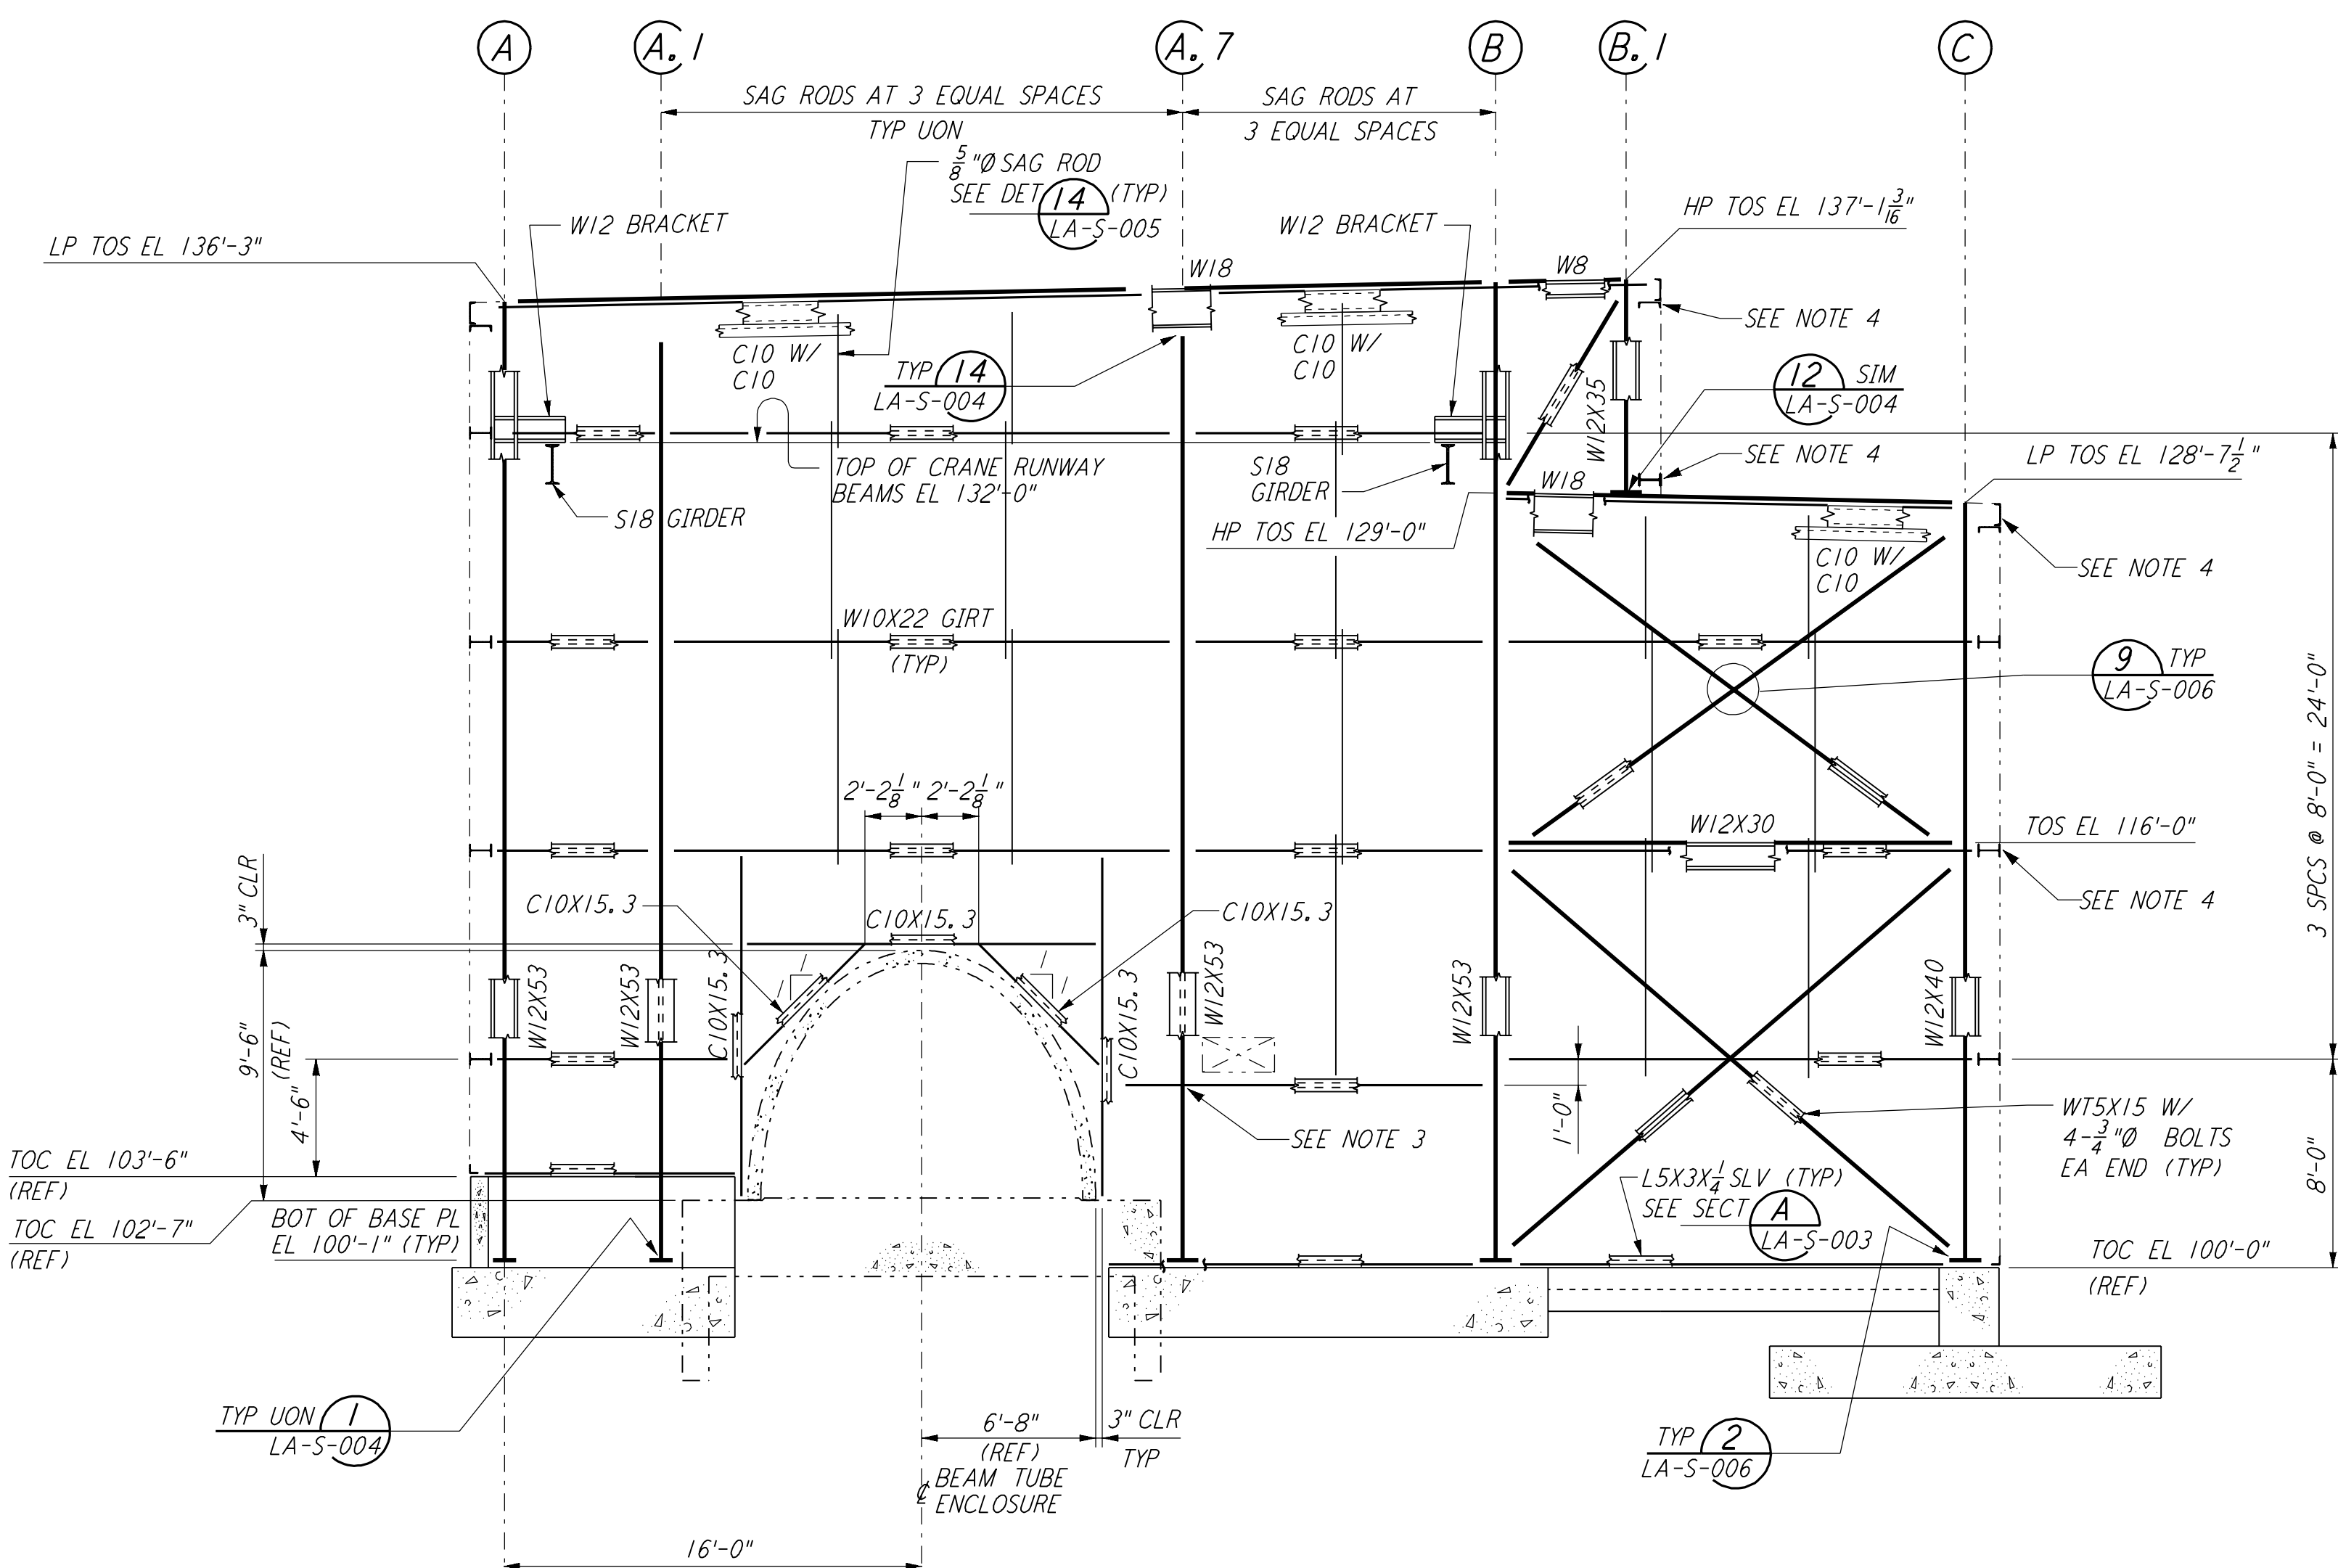 A
A.1
A.7
B
B.1
C
SAG RODS AT 3 EQUAL SPACES
TYP UON
SAG RODS AT
3 EQUAL SPACES
5/8"Ø SAG ROD
SEE DET 14 (TYP)
LA-S-005
W12 BRACKET
W12 BRACKET
HP TOS EL 137'-1 3/16"
LP TOS EL 136'-3"
W18
W8
SEE NOTE 4
C10 W/
C10
TYP 14
LA-S-004
C10 W/
C10
12 SIM
LA-S-004
W12X35
TOP OF CRANE RUNWAY
BEAMS EL 132'-0"
S18
GIRDER
SEE NOTE 4
LP TOS EL 128'-7 1/2"
W18
S18 GIRDER
HP TOS EL 129'-0"
C10 W/
C10
SEE NOTE 4
W10X22 GIRT
(TYP)
9 TYP
LA-S-006
3 SPCS @ 8'-0" = 24'-0"
2'-2 1/8" 2'-2 1/8"
W12X30
TOS EL 116'-0"
3" CLR
C10X15.3
C10X15.3
C10X15.3
SEE NOTE 4
W12X53
W12X53
C10X15.3
1
1
1
1
C10X15.3
W12X53
W12X53
W12X40
9'-6"
(REF)
4'-6"
1'-0"
SEE NOTE 3
WT5X15 W/
4-3/4"Ø BOLTS
EA END (TYP)
8'-0"
TOC EL 103'-6"
(REF)
TOC EL 102'-7"
(REF)
BOT OF BASE PL
EL 100'-1" (TYP)
L5X3X1/4 SLV (TYP)
SEE SECT A
LA-S-003
TOC EL 100'-0"
(REF)
TYP UON 1
LA-S-004
6'-8"
(REF)
3" CLR
TYP
TYP 2
LA-S-006
℄ BEAM TUBE
ENCLOSURE
16'-0"